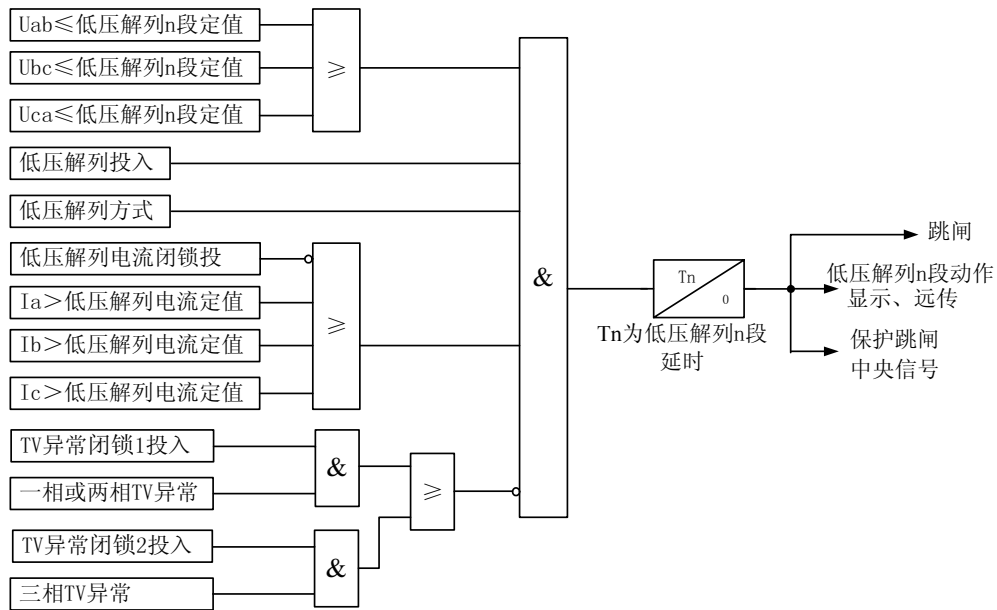 Uab≤低压解列n段定值
Ubc≤低压解列n段定值
Uca≤低压解列n段定值
≥
低压解列投入
低压解列方式
低压解列电流闭锁投
Ia>低压解列电流定值
Ib>低压解列电流定值
Ic>低压解列电流定值
≥
TV异常闭锁1投入
一相或两相TV异常
&
TV异常闭锁2投入
三相TV异常
&
≥
&
Tn
0
Tn为低压解列n段
延时
跳闸
低压解列n段动作
显示、远传
保护跳闸
中央信号